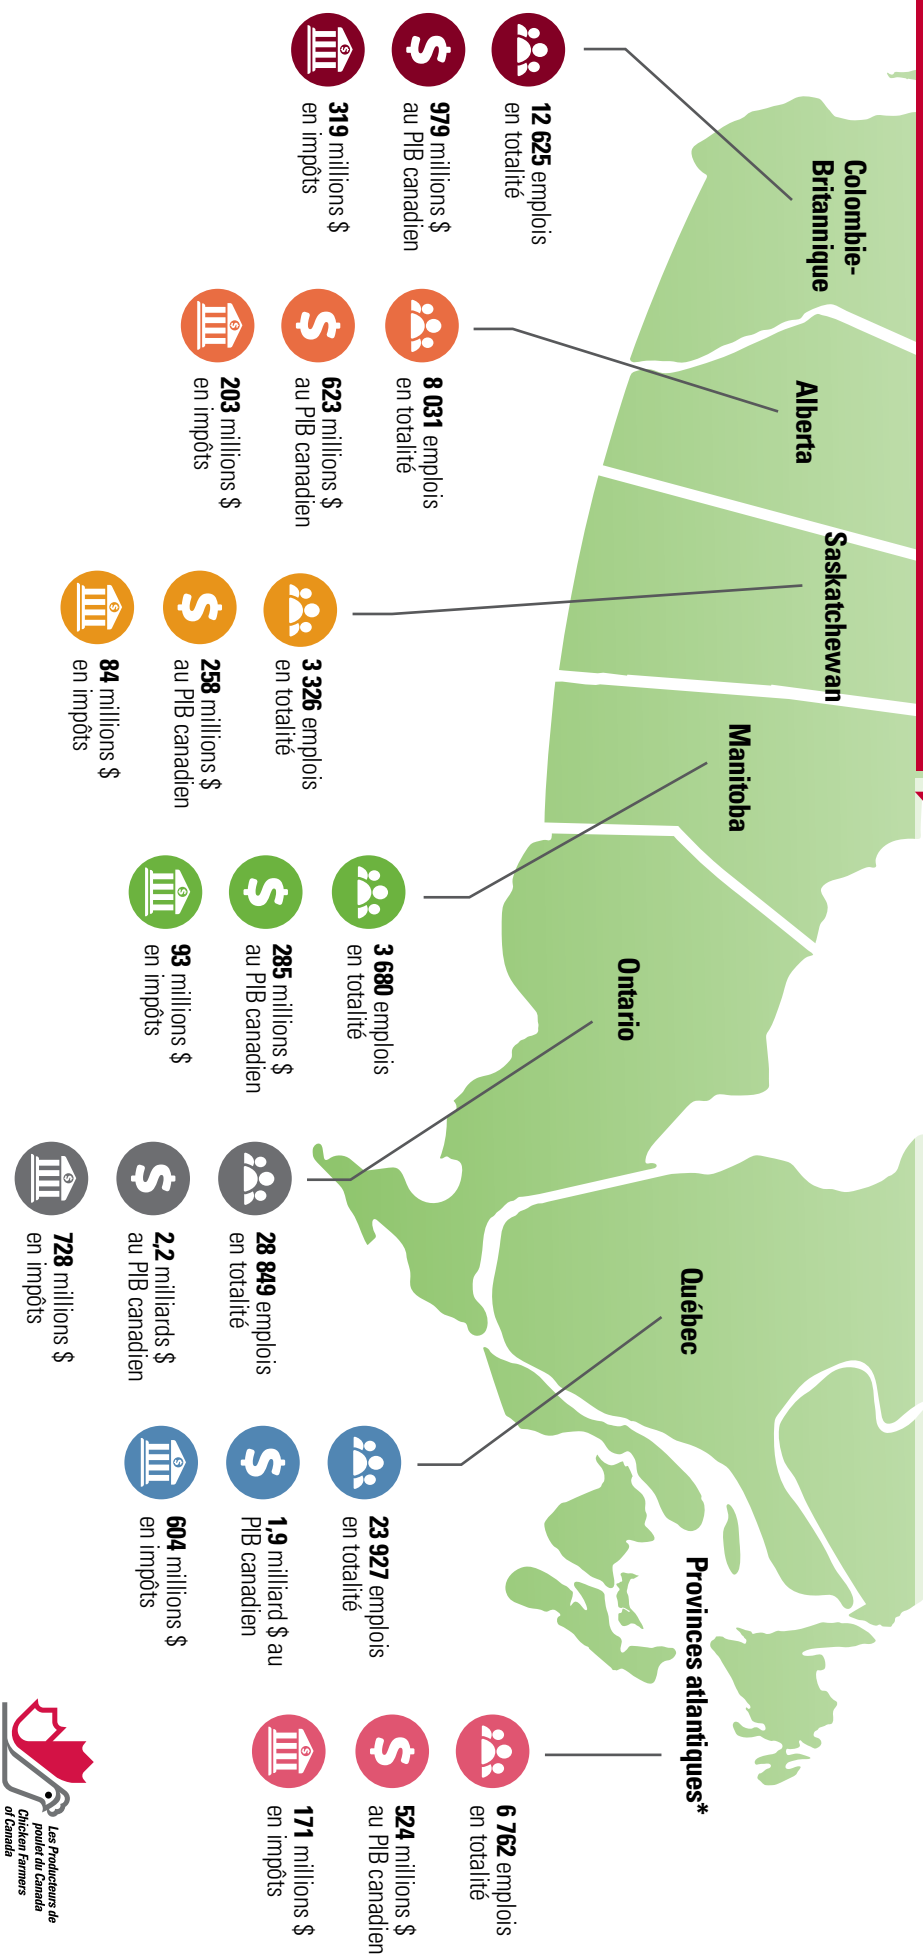 Colombie-
Britannique
12 625 emplois
en totalité
979 millions $
au PIB canadien
319 millions $
en impôts
Alberta
8 031 emplois
en totalité
623 millions $
au PIB canadien
203 millions $
en impôts
Saskatchewan
3 326 emplois
en totalité
258 millions $
au PIB canadien
84 millions $
en impôts
Manitoba
3 680 emplois
en totalité
285 millions $
au PIB canadien
93 millions $
en impôts
Ontario
28 849 emplois
en totalité
2,2 milliards $
au PIB canadien
728 millions $
en impôts
Québec
23 927 emplois
en totalité
1,9 milliard $ au
PIB canadien
604 millions $
en impôts
Provinces atlantiques*
6 762 emplois
en totalité
524 millions $
au PIB canadien
171 millions $
en impôts
Les Producteurs de
poulet du Canada
Chicken Farmers
of Canada